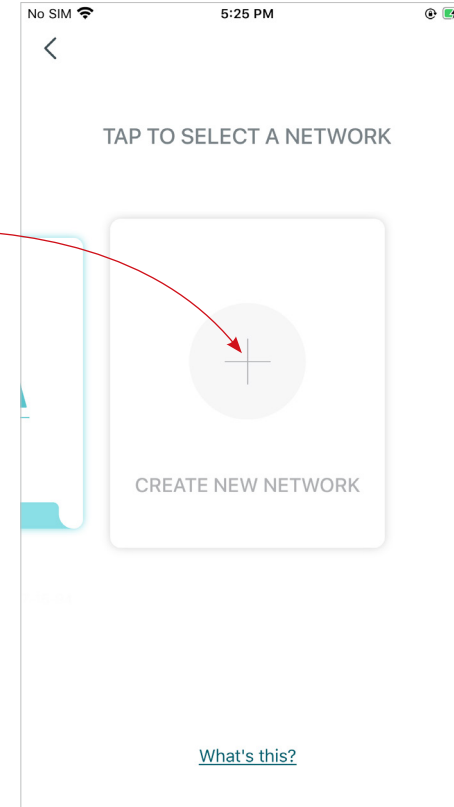 No SIM 5:25 PM
TAP TO SELECT A NETWORK
CREATE NEW NETWORK
What's this?